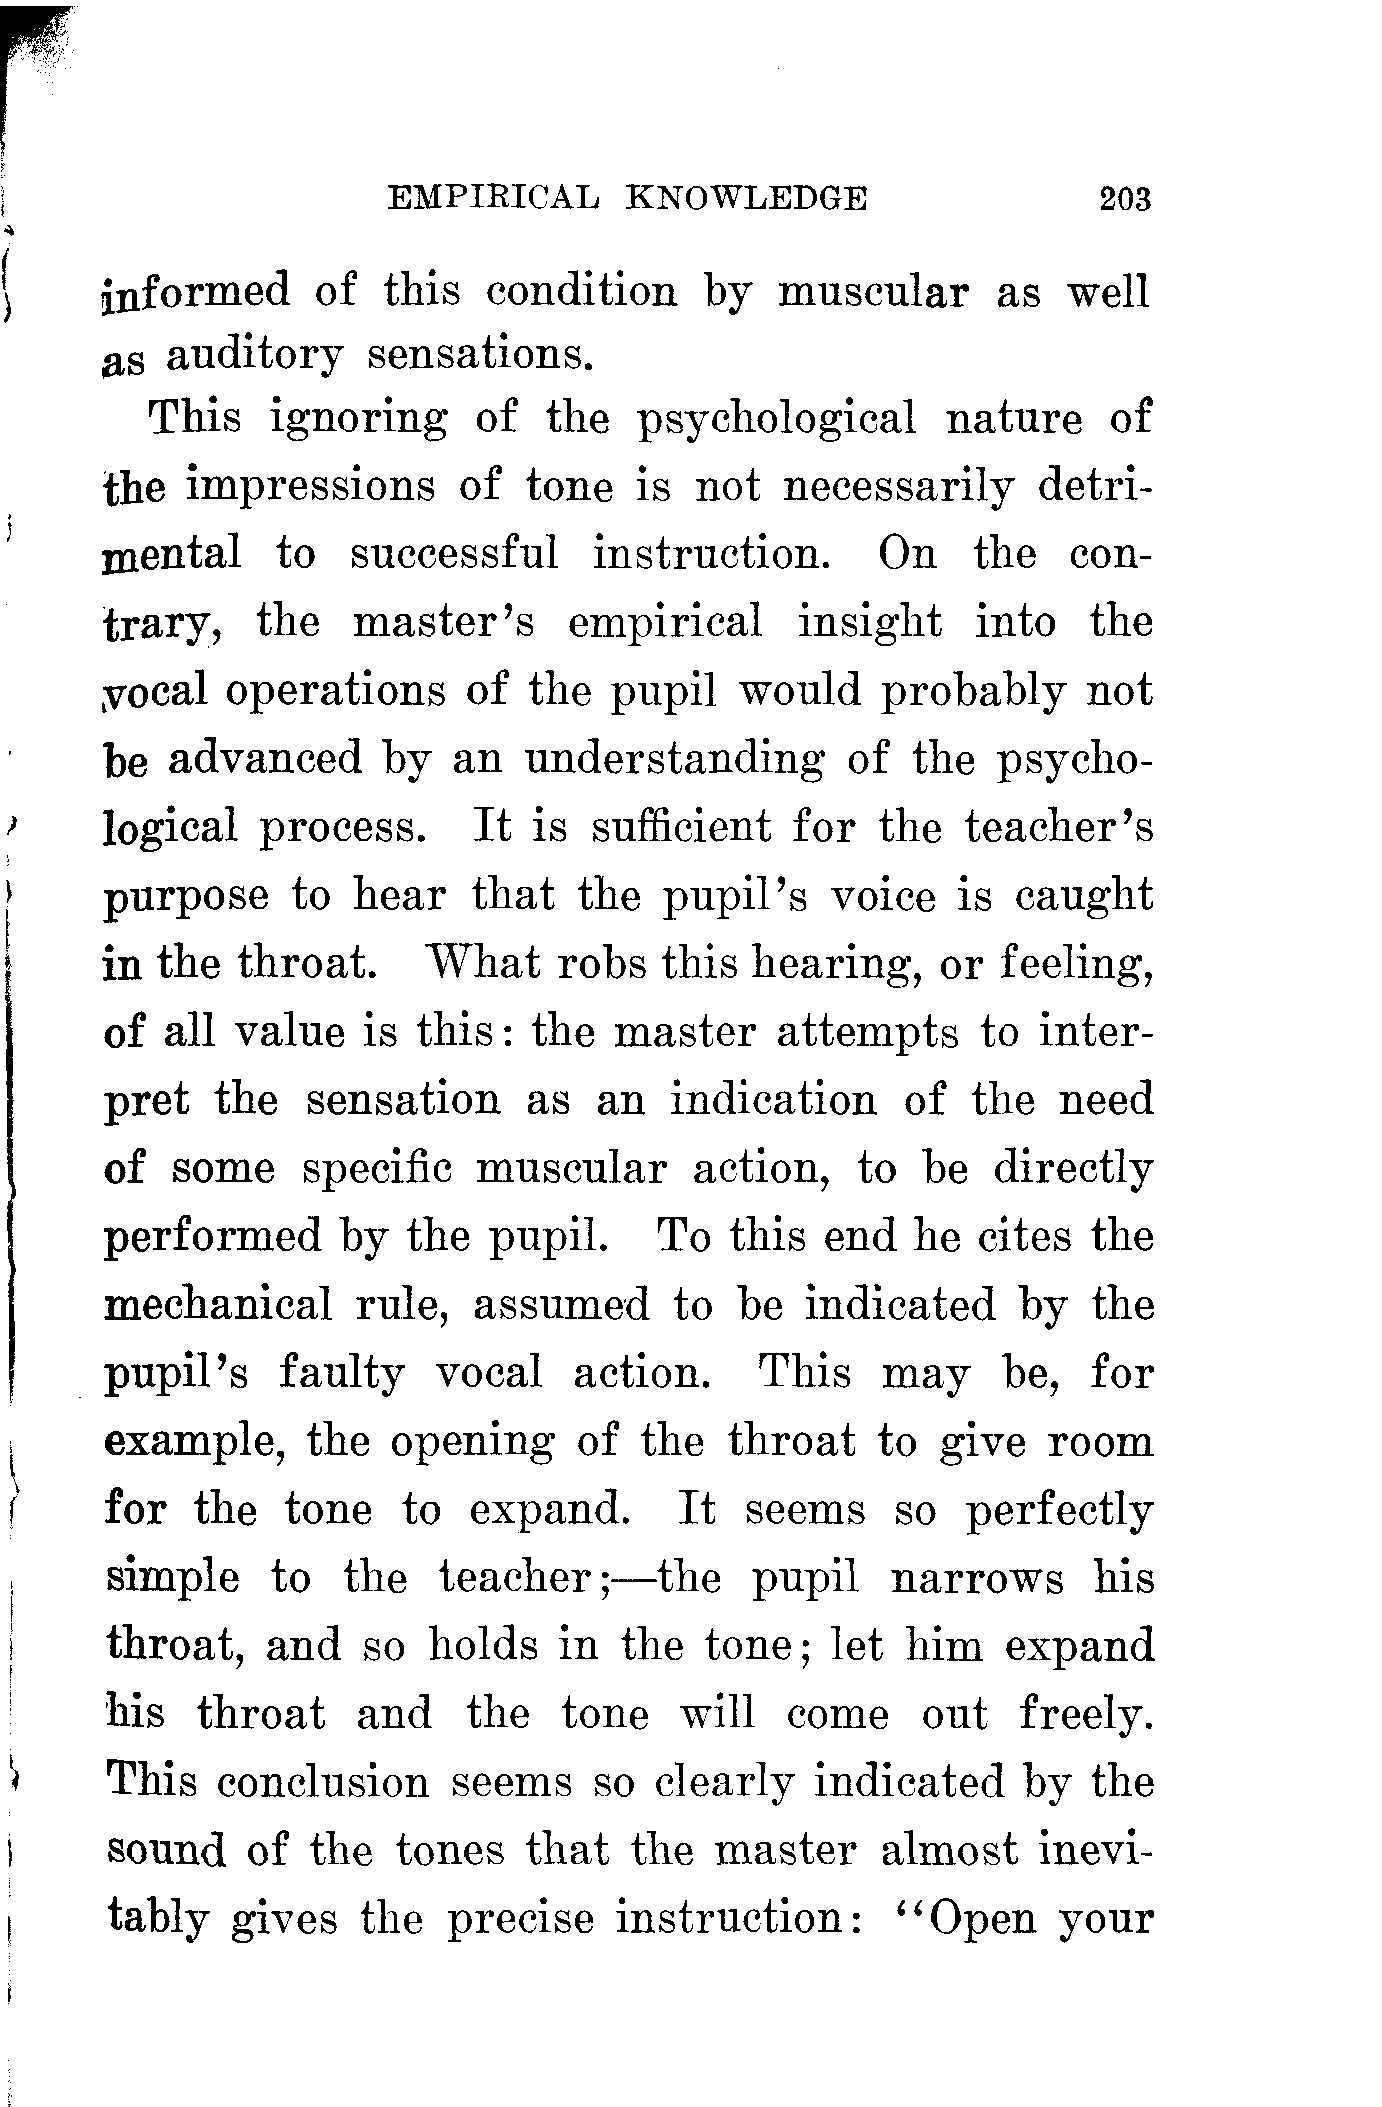 EMPIRICAL KNOWLEDGE 203
informed of this condition by muscular as well
as auditory sensations.
This ignoring of the psychological nature of
the impressions of tone is not necessarily detri-
mental to successful instruction. On the con-
trary, the master's empirical insight into the
vocal operations of the pupil would probably not
be advanced by an understanding of the psycho-
logical process. It is sufficient for the teacher's
purpose to hear that the pupil's voice is caught
in the throat. What robs this hearing, or feeling,
of all value is this: the master attempts to inter-
pret the sensation as an indication of the need
of some specific muscular action, to be directly
performed by the pupil. To this end he cites the
mechanical rule, assumed to be indicated by the
pupil's faulty vocal action. This may be, for
example, the opening of the throat to give room
for the tone to expand. It seems so perfectly
simple to the teacher;—the pupil narrows his
throat, and so holds in the tone; let him expand
his throat and the tone will come out freely.
This conclusion seems so clearly indicated by the
sound of the tones that the master almost inevi-
tably gives the precise instruction: "Open your